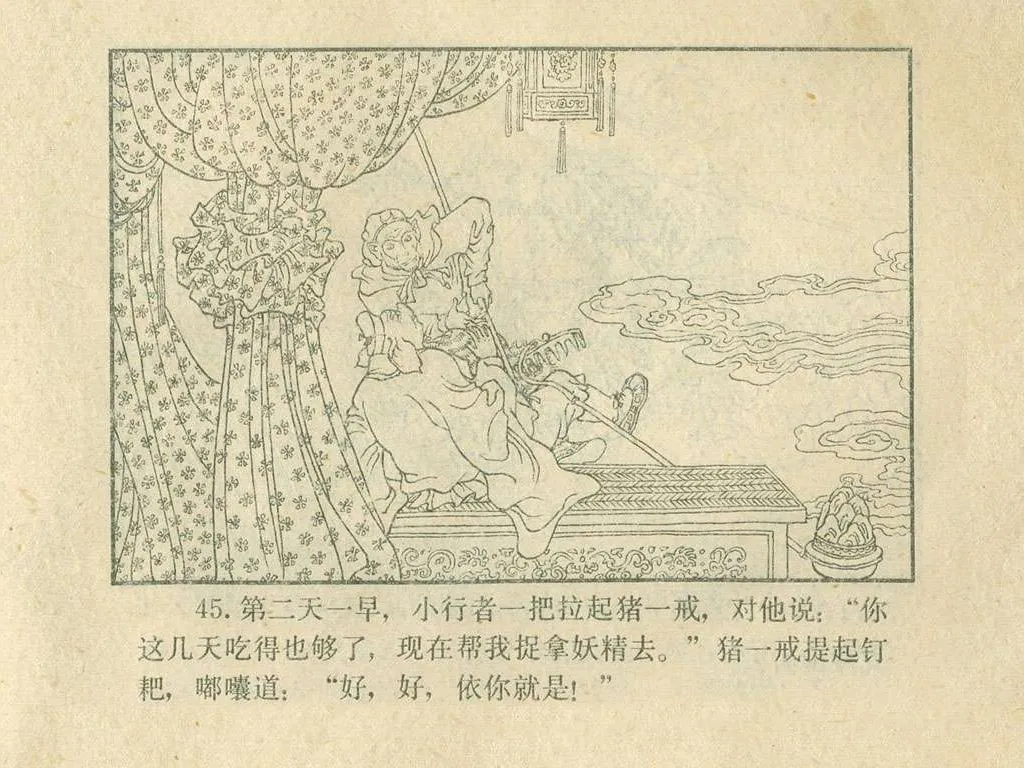 45. 第二天一早，小行者一把拉起猪一戒，对他说：“你
这几天吃得也够了，现在帮我捉拿妖精去。”猪一戒提起钉
耙，嘟囔道：“好，好，依你就是！”